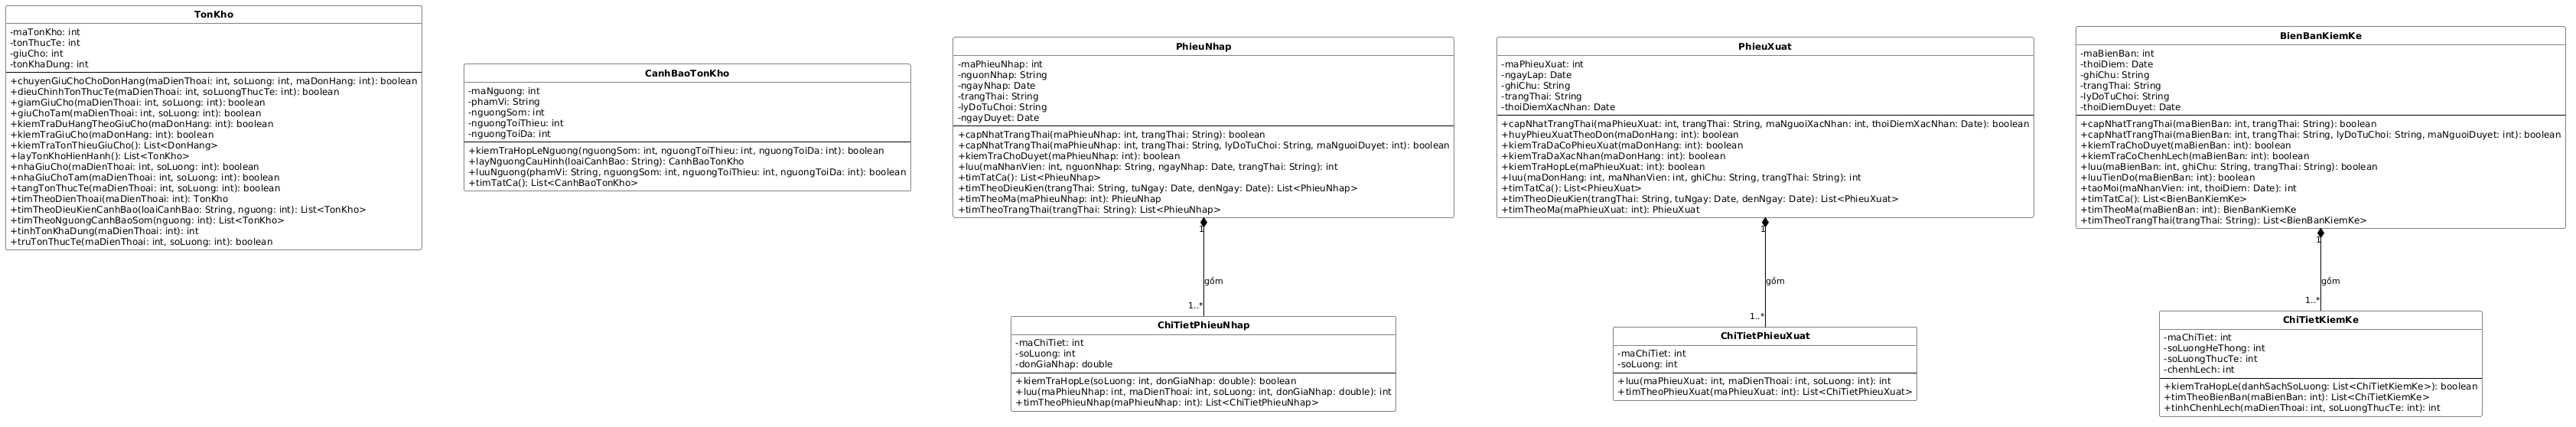 TonKho
-maTonKho: int
-tonThucTe: int
-giuCho: int
-tonKhaDung: int
+chuyenGiuChoChoDonHang(maDienThoai: int, soLuong: int, maDonHang: int): boolean
+dieuChinhTonThucTe(maDienThoai: int, soLuongThucTe: int): boolean
+giamGiuCho(maDienThoai: int, soLuong: int): boolean
+giuChoTam(maDienThoai: int, soLuong: int): boolean
+kiemTraDuHangTheoGiuCho(maDonHang: int): boolean
+kiemTraGiuCho(maDonHang: int): boolean
+kiemTraTonThieuGiuCho(): List<DonHang>
+layTonKhoHienHanh(): List<TonKho>
+nhaGiuCho(maDienThoai: int, soLuong: int): boolean
+nhaGiuChoTam(maDienThoai: int, soLuong: int): boolean
+tangTonThucTe(maDienThoai: int, soLuong: int): boolean
+timTheoDienThoai(maDienThoai: int): TonKho
+timTheoDieuKienCanhBao(loaiCanhBao: String, nguong: int): List<TonKho>
+timTheoNguongCanhBaoSom(nguong: int): List<TonKho>
+tinhTonKhaDung(maDienThoai: int): int
+truTonThucTe(maDienThoai: int, soLuong: int): boolean
CanhBaoTonKho
-maNguong: int
-phamVi: String
-nguongSom: int
-nguongToiThieu: int
-nguongToiDa: int
+kiemTraHopLeNguong(nguongSom: int, nguongToiThieu: int, nguongToiDa: int): boolean
+layNguongCauHinh(loaiCanhBao: String): CanhBaoTonKho
+luuNguong(phamVi: String, nguongSom: int, nguongToiThieu: int, nguongToiDa: int): boolean
+timTatCa(): List<CanhBaoTonKho>
PhieuNhap
-maPhieuNhap: int
-nguonNhap: String
-ngayNhap: Date
-trangThai: String
-lyDoTuChoi: String
-ngayDuyet: Date
+capNhatTrangThai(maPhieuNhap: int, trangThai: String): boolean
+capNhatTrangThai(maPhieuNhap: int, trangThai: String, lyDoTuChoi: String, maNguoiDuyet: int): boolean
+kiemTraChoDuyet(maPhieuNhap: int): boolean
+luu(maNhanVien: int, nguonNhap: String, ngayNhap: Date, trangThai: String): int
+timTatCa(): List<PhieuNhap>
+timTheoDieuKien(trangThai: String, tuNgay: Date, denNgay: Date): List<PhieuNhap>
+timTheoMa(maPhieuNhap: int): PhieuNhap
+timTheoTrangThai(trangThai: String): List<PhieuNhap>
1
gồm
1..*
ChiTietPhieuNhap
-maChiTiet: int
-soLuong: int
-donGiaNhap: double
+kiemTraHopLe(soLuong: int, donGiaNhap: double): boolean
+luu(maPhieuNhap: int, maDienThoai: int, soLuong: int, donGiaNhap: double): int
+timTheoPhieuNhap(maPhieuNhap: int): List<ChiTietPhieuNhap>
PhieuXuat
-maPhieuXuat: int
-ngayLap: Date
-ghiChu: String
-trangThai: String
-thoiDiemXacNhan: Date
+capNhatTrangThai(maPhieuXuat: int, trangThai: String, maNguoiXacNhan: int, thoiDiemXacNhan: Date): boolean
+huyPhieuXuatTheoDon(maDonHang: int): boolean
+kiemTraDaCoPhieuXuat(maDonHang: int): boolean
+kiemTraDaXacNhan(maDonHang: int): boolean
+kiemTraHopLe(maPhieuXuat: int): boolean
+luu(maDonHang: int, maNhanVien: int, ghiChu: String, trangThai: String): int
+timTatCa(): List<PhieuXuat>
+timTheoDieuKien(trangThai: String, tuNgay: Date, denNgay: Date): List<PhieuXuat>
+timTheoMa(maPhieuXuat: int): PhieuXuat
1
gồm
1..*
ChiTietPhieuXuat
-maChiTiet: int
-soLuong: int
+luu(maPhieuXuat: int, maDienThoai: int, soLuong: int): int
+timTheoPhieuXuat(maPhieuXuat: int): List<ChiTietPhieuXuat>
BienBanKiemKe
-maBienBan: int
-thoiDiem: Date
-ghiChu: String
-trangThai: String
-lyDoTuChoi: String
-thoiDiemDuyet: Date
+capNhatTrangThai(maBienBan: int, trangThai: String): boolean
+capNhatTrangThai(maBienBan: int, trangThai: String, lyDoTuChoi: String, maNguoiDuyet: int): boolean
+kiemTraChoDuyet(maBienBan: int): boolean
+kiemTraCoChenhLech(maBienBan: int): boolean
+luu(maBienBan: int, ghiChu: String, trangThai: String): boolean
+luuTienDo(maBienBan: int): boolean
+taoMoi(maNhanVien: int, thoiDiem: Date): int
+timTatCa(): List<BienBanKiemKe>
+timTheoMa(maBienBan: int): BienBanKiemKe
+timTheoTrangThai(trangThai: String): List<BienBanKiemKe>
1
gồm
1..*
ChiTietKiemKe
-maChiTiet: int
-soLuongHeThong: int
-soLuongThucTe: int
-chenhLech: int
+kiemTraHopLe(danhSachSoLuong: List<ChiTietKiemKe>): boolean
+timTheoBienBan(maBienBan: int): List<ChiTietKiemKe>
+tinhChenhLech(maDienThoai: int, soLuongThucTe: int): int